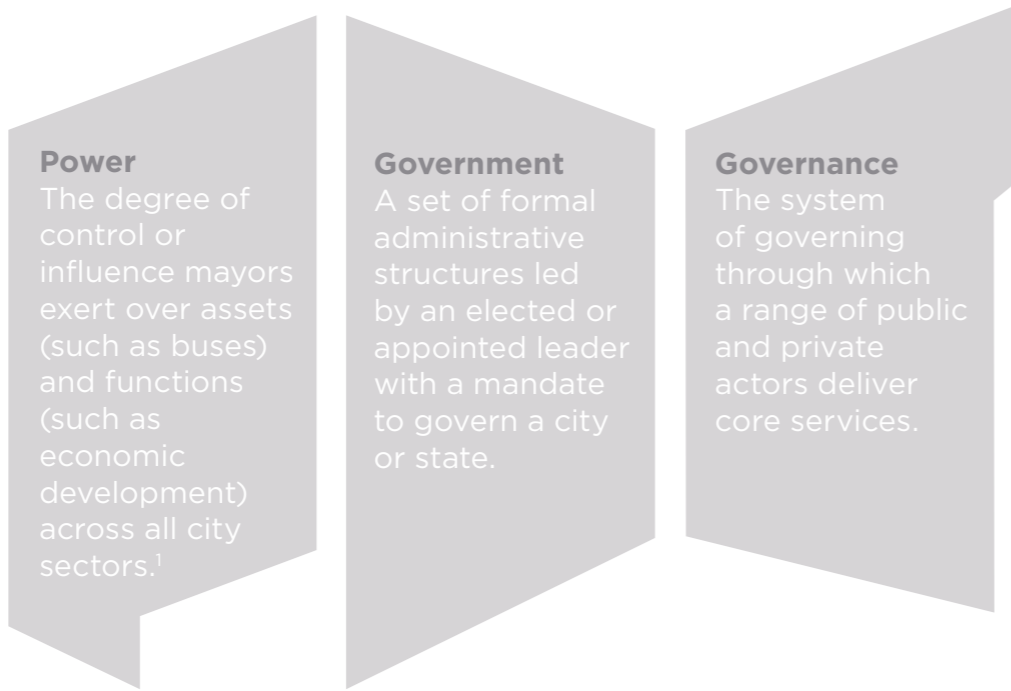 Power
The degree of
control or
influence mayors
exert over assets
(such as buses)
and functions
(such as
economic
development)
across all city
sectors.¹
Government
A set of formal
administrative
structures led
by an elected or
appointed leader
with a mandate
to govern a city
or state.
Governance
The system
of governing
through which
a range of public
and private
actors deliver
core services.